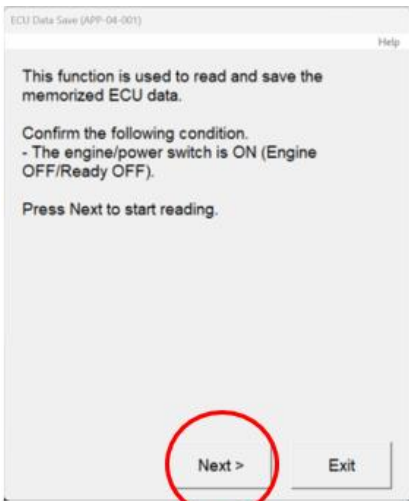 ECU Data Save (APP-04-001)
Help
This function is used to read and save the
memorized ECU data.
Confirm the following condition.
- The engine/power switch is ON (Engine
OFF/Ready OFF).
Press Next to start reading.
Next >
Exit